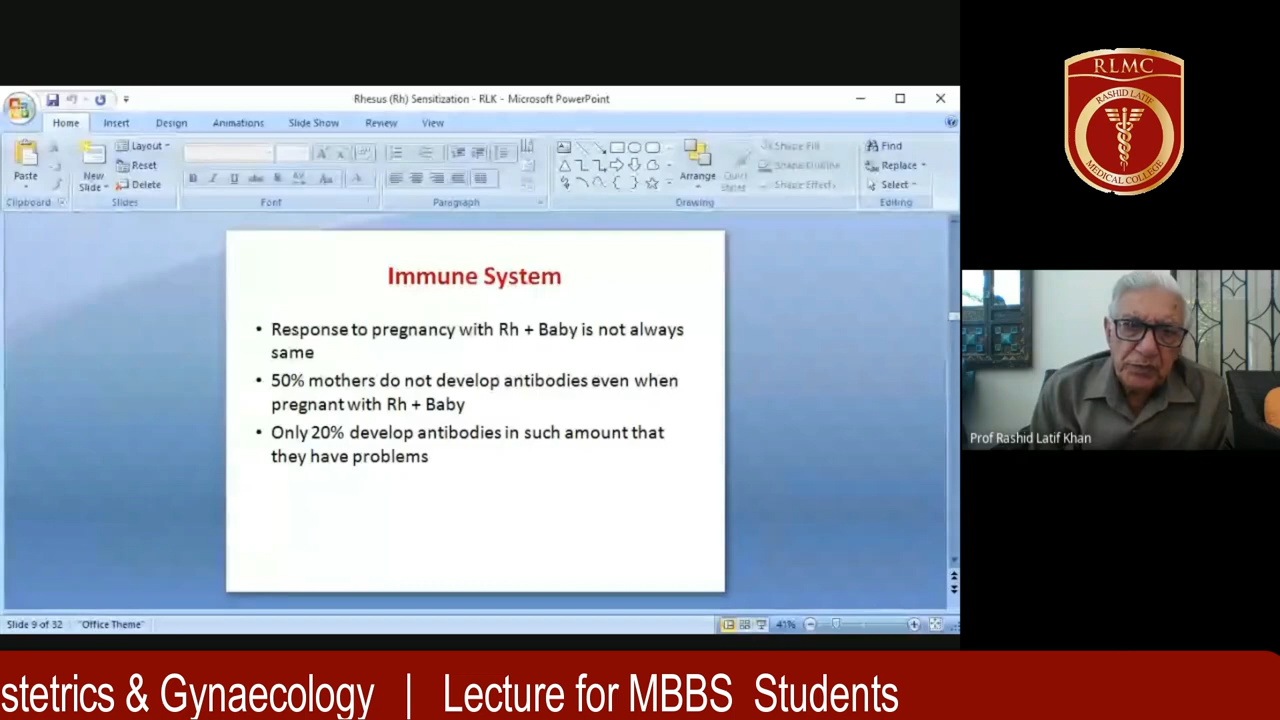 RLMC
RASHID LATIF
MEDICAL COLLEGE
Rhesus (Rh) Sensitization - RLK - Microsoft PowerPoint
Home Insert Design Animations Slide Show Review View
Paste
New
Slide
Layout
Reset
Delete
Arrange
Quick
Styles
Shape Fill
Shape Outline
Shape Effects
Find
Replace
Select
Clipboard Slides Font Paragraph Drawing Editing
Immune System
• Response to pregnancy with Rh + Baby is not always
same
• 50% mothers do not develop antibodies even when
pregnant with Rh + Baby
• Only 20% develop antibodies in such amount that
they have problems
Prof Rashid Latif Khan
Slide 9 of 32 "Office Theme" 41%
stetrics & Gynaecology | Lecture for MBBS Students